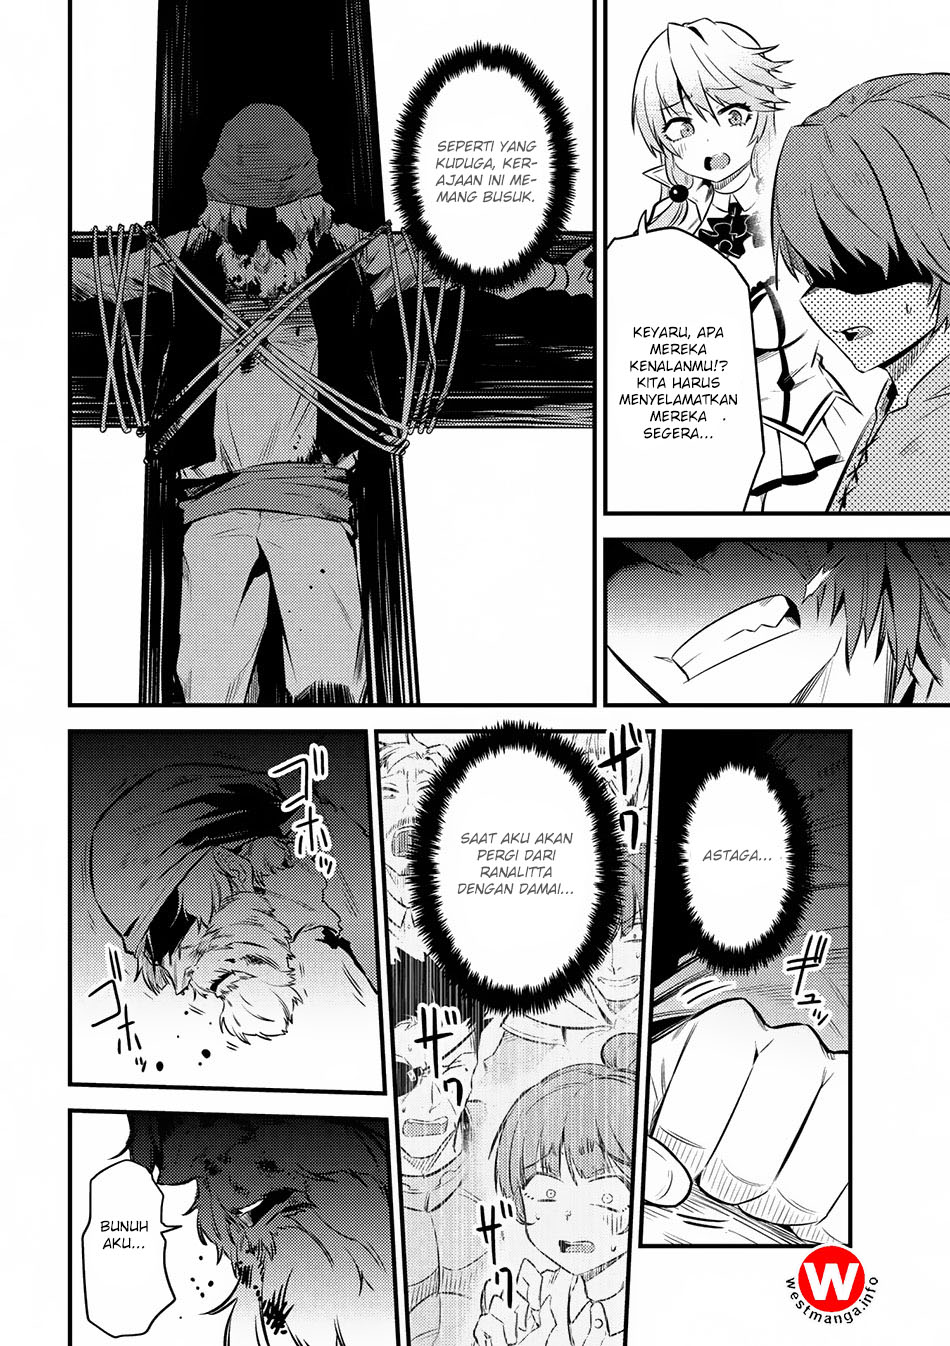 KEYARU, APA
MEREKA
KENALANMU!?
KITA HARUS
MENYELAMATKAN
MEREKA
SEGERA...
SEPERTI YANG
KUDUGA, KER-
AJAAN INI ME-
MANG BUSUK.
ASTAGA...
ギュッ
SAAT AKU AKAN
PERGI DARI
RANALITTA
DENGAN DAMAI...
ザワ
ザワ
ザワ
ゴホッ
ゴホッ
BUNUH
AKU...
W
westmanga.info